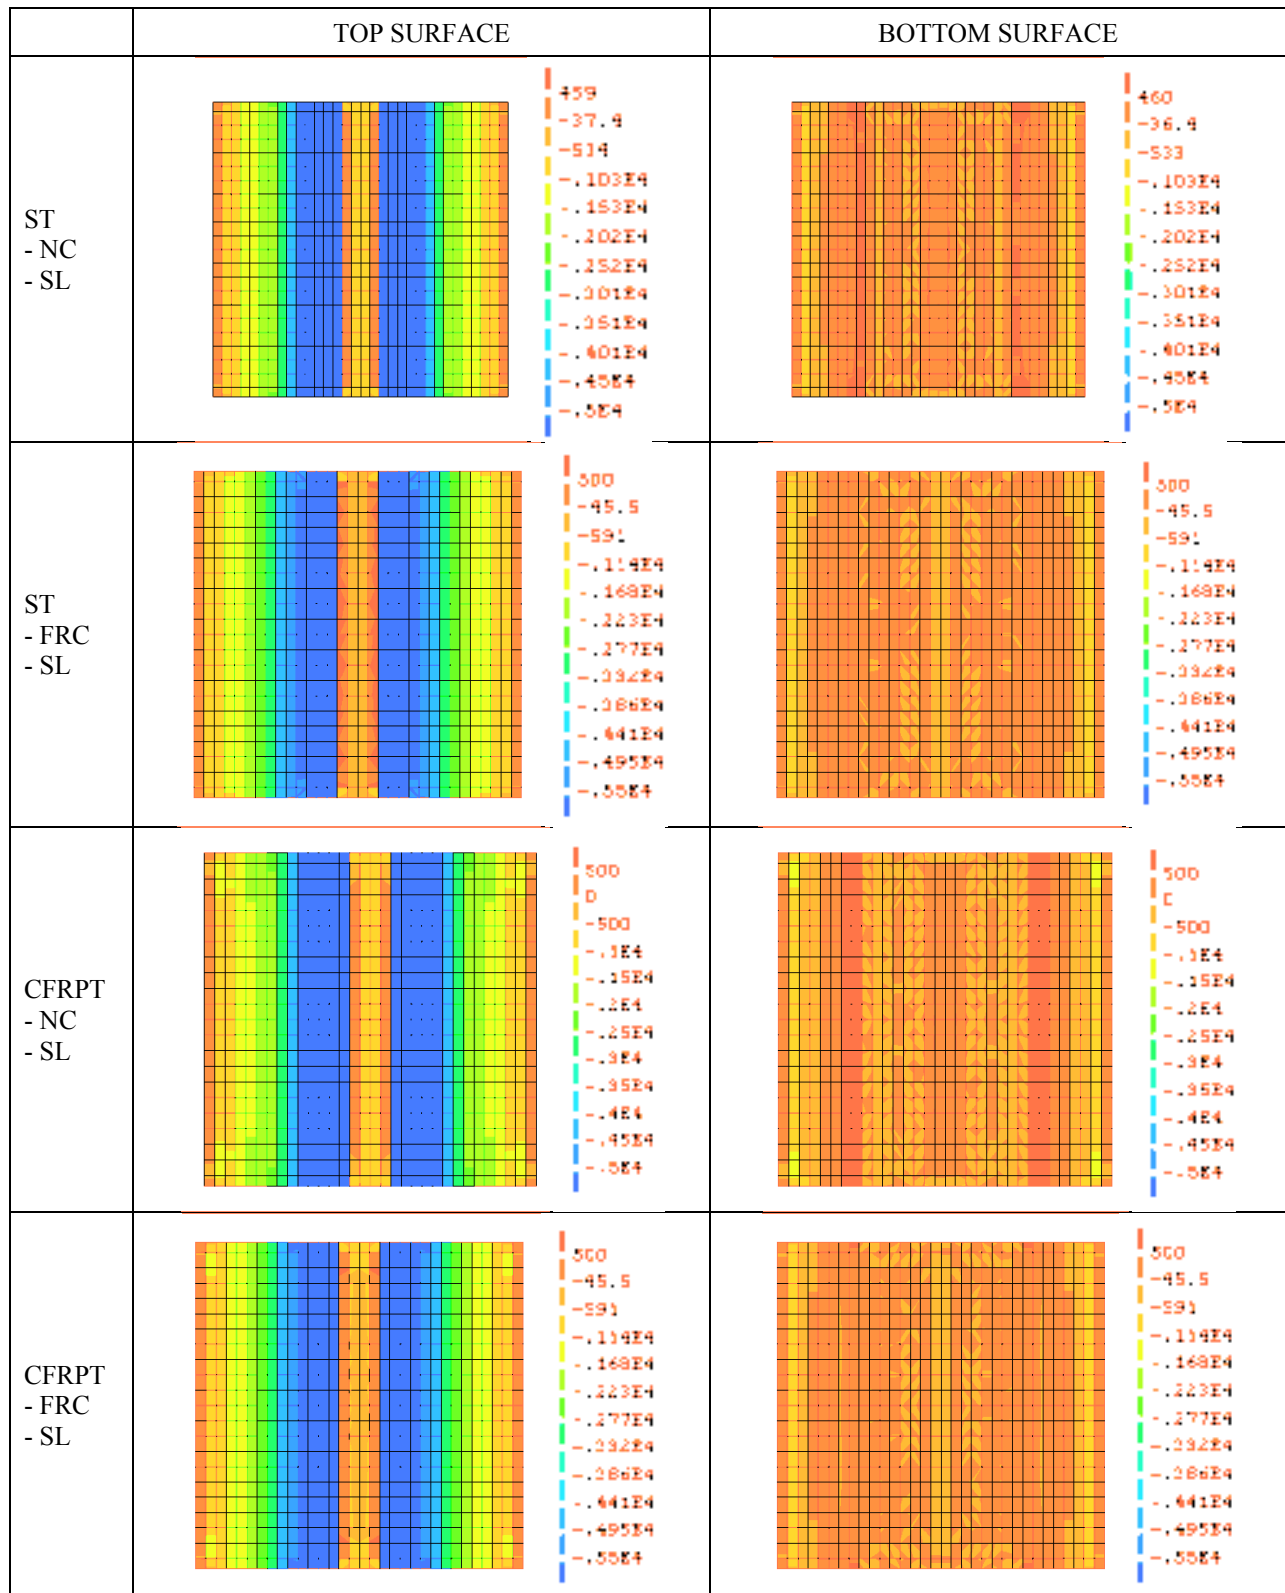 TOP SURFACE
BOTTOM SURFACE
ST
- NC
- SL
459
-37.4
-514
-.103E4
-.153E4
-.202E4
-.252E4
-.301E4
-.351E4
-.401E4
-.45E4
-.5E4
460
-36.4
-533
-.103E4
-.153E4
-.202E4
-.252E4
-.301E4
-.351E4
-.401E4
-.45E4
-.5E4
ST
- FRC
- SL
500
-45.5
-591
-.114E4
-.168E4
-.223E4
-.277E4
-.332E4
-.386E4
-.441E4
-.495E4
-.55E4
500
-45.5
-591
-.114E4
-.168E4
-.223E4
-.277E4
-.332E4
-.386E4
-.441E4
-.495E4
-.55E4
CFRPT
- NC
- SL
500
0
-500
-.1E4
-.15E4
-.2E4
-.25E4
-.3E4
-.35E4
-.4E4
-.45E4
-.5E4
500
0
-500
-.1E4
-.15E4
-.2E4
-.25E4
-.3E4
-.35E4
-.4E4
-.45E4
-.5E4
CFRPT
- FRC
- SL
500
-45.5
-591
-.114E4
-.168E4
-.223E4
-.277E4
-.332E4
-.386E4
-.441E4
-.495E4
-.55E4
500
-45.5
-591
-.114E4
-.168E4
-.223E4
-.277E4
-.332E4
-.386E4
-.441E4
-.495E4
-.55E4